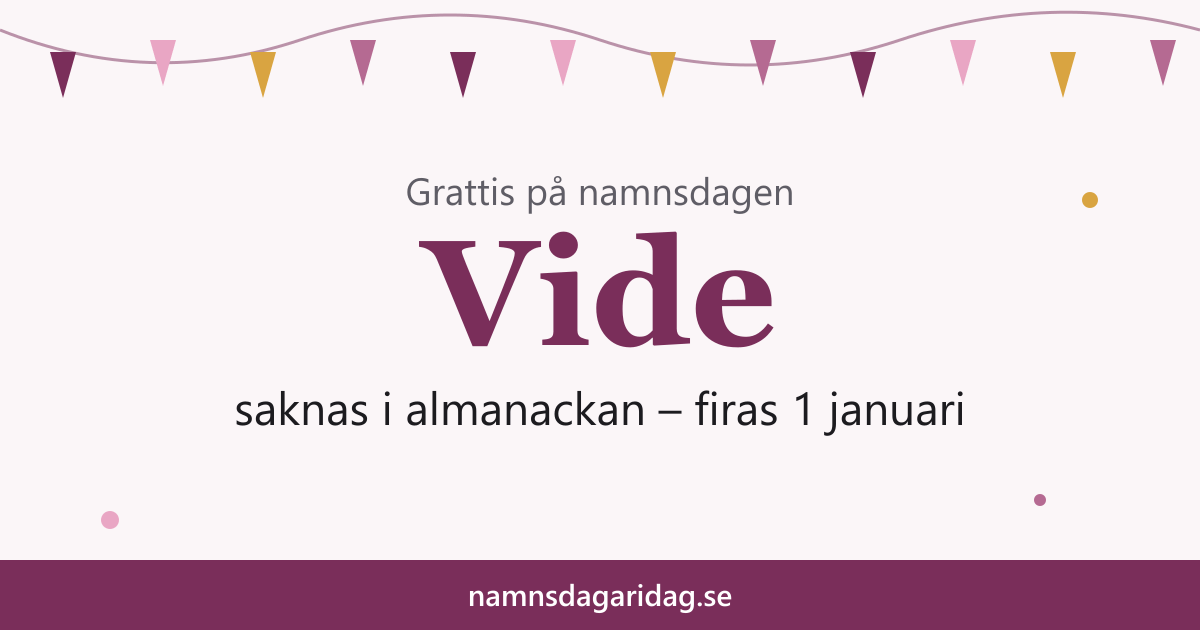 Grattis på namnsdagen
Vide
saknas i almanackan – firas 1 januari
namnsdagaridag.se